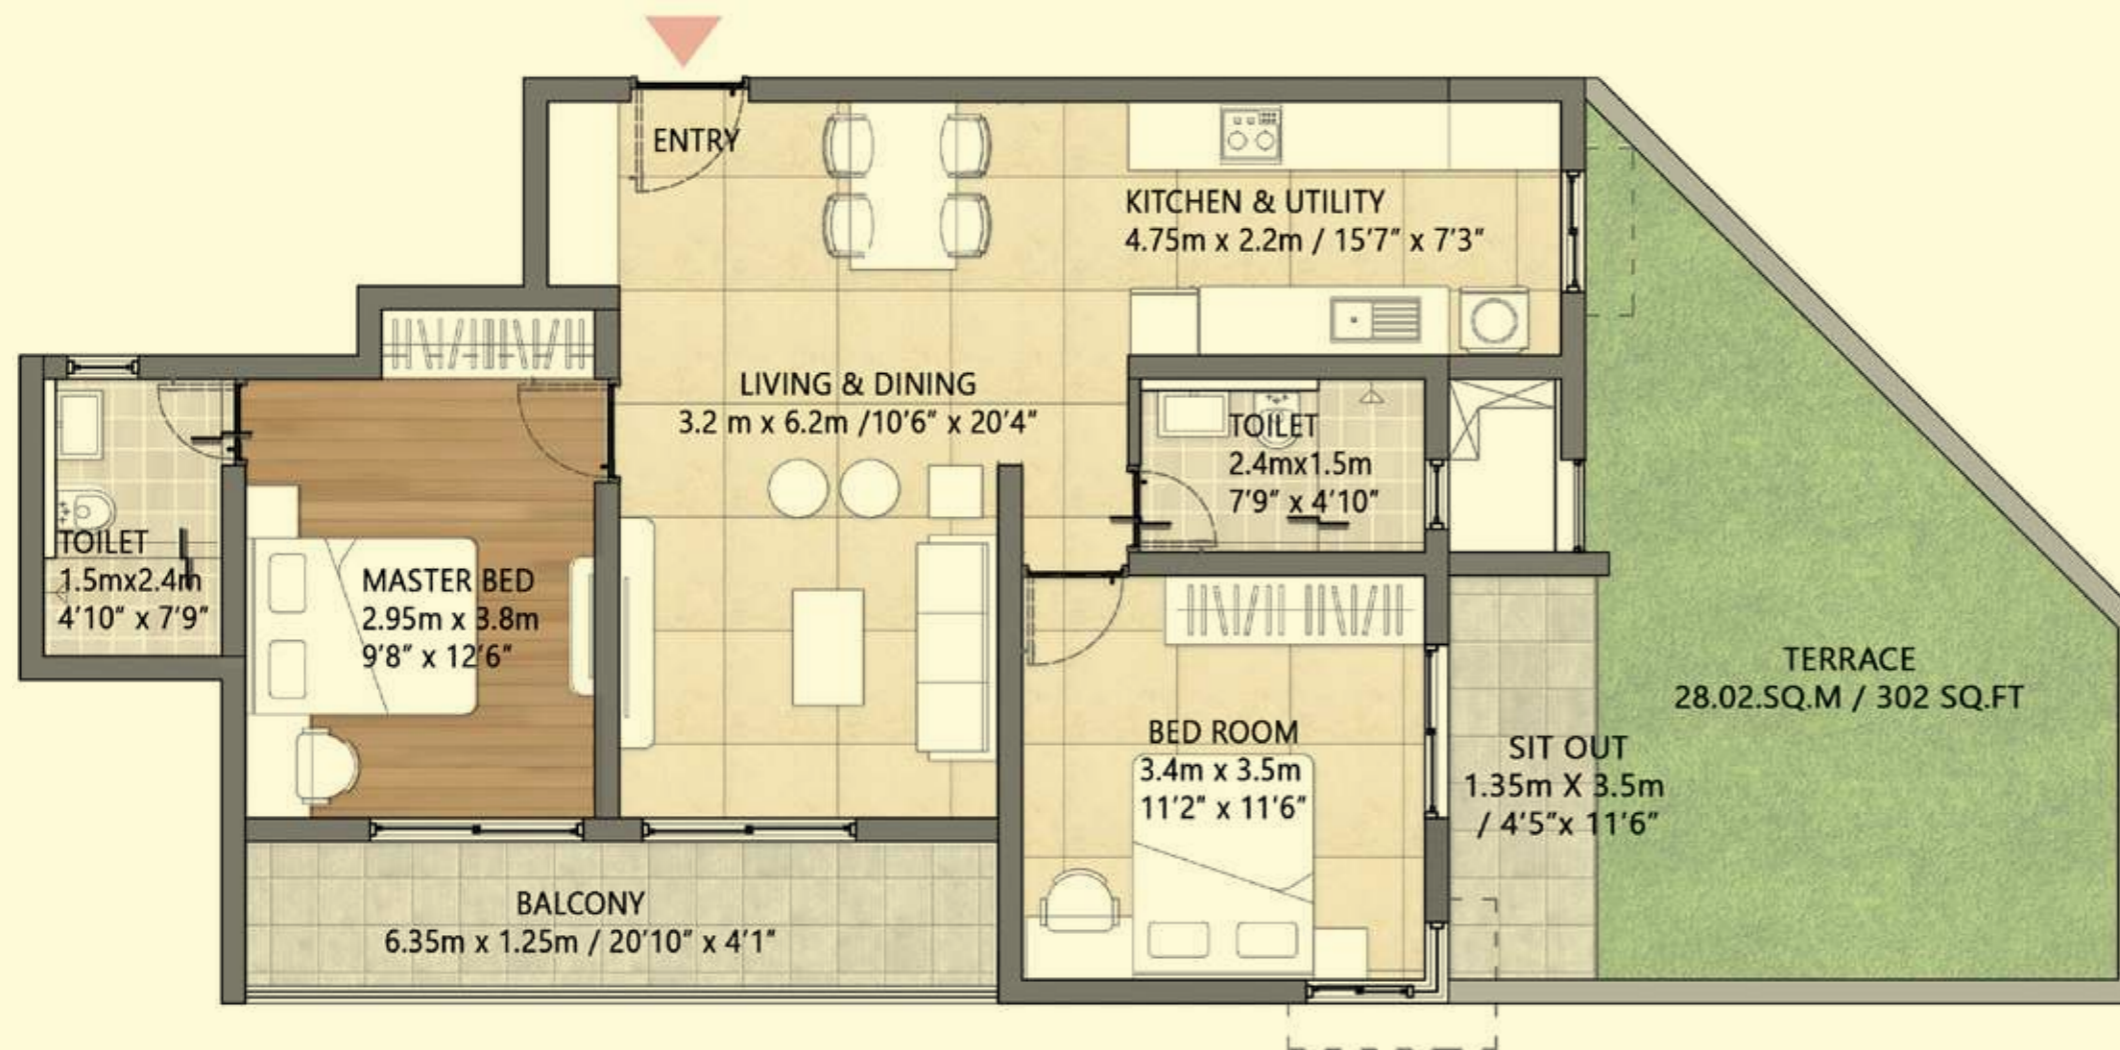 ENTRY
KITCHEN & UTILITY
4.75m x 2.2m / 15'7" x 7'3"
LIVING & DINING
3.2 m x 6.2m /10'6" x 20'4"
TOILET
2.4mx1.5m
7'9" x 4'10"
TOILET
1.5mx2.4m
4'10" x 7'9"
MASTER BED
2.95m x 3.8m
9'8" x 12'6"
BED ROOM
3.4m x 3.5m
11'2" x 11'6"
SIT OUT
1.35m X 3.5m
/ 4'5"x 11'6"
TERRACE
28.02.SQ.M / 302 SQ.FT
BALCONY
6.35m x 1.25m / 20'10" x 4'1"